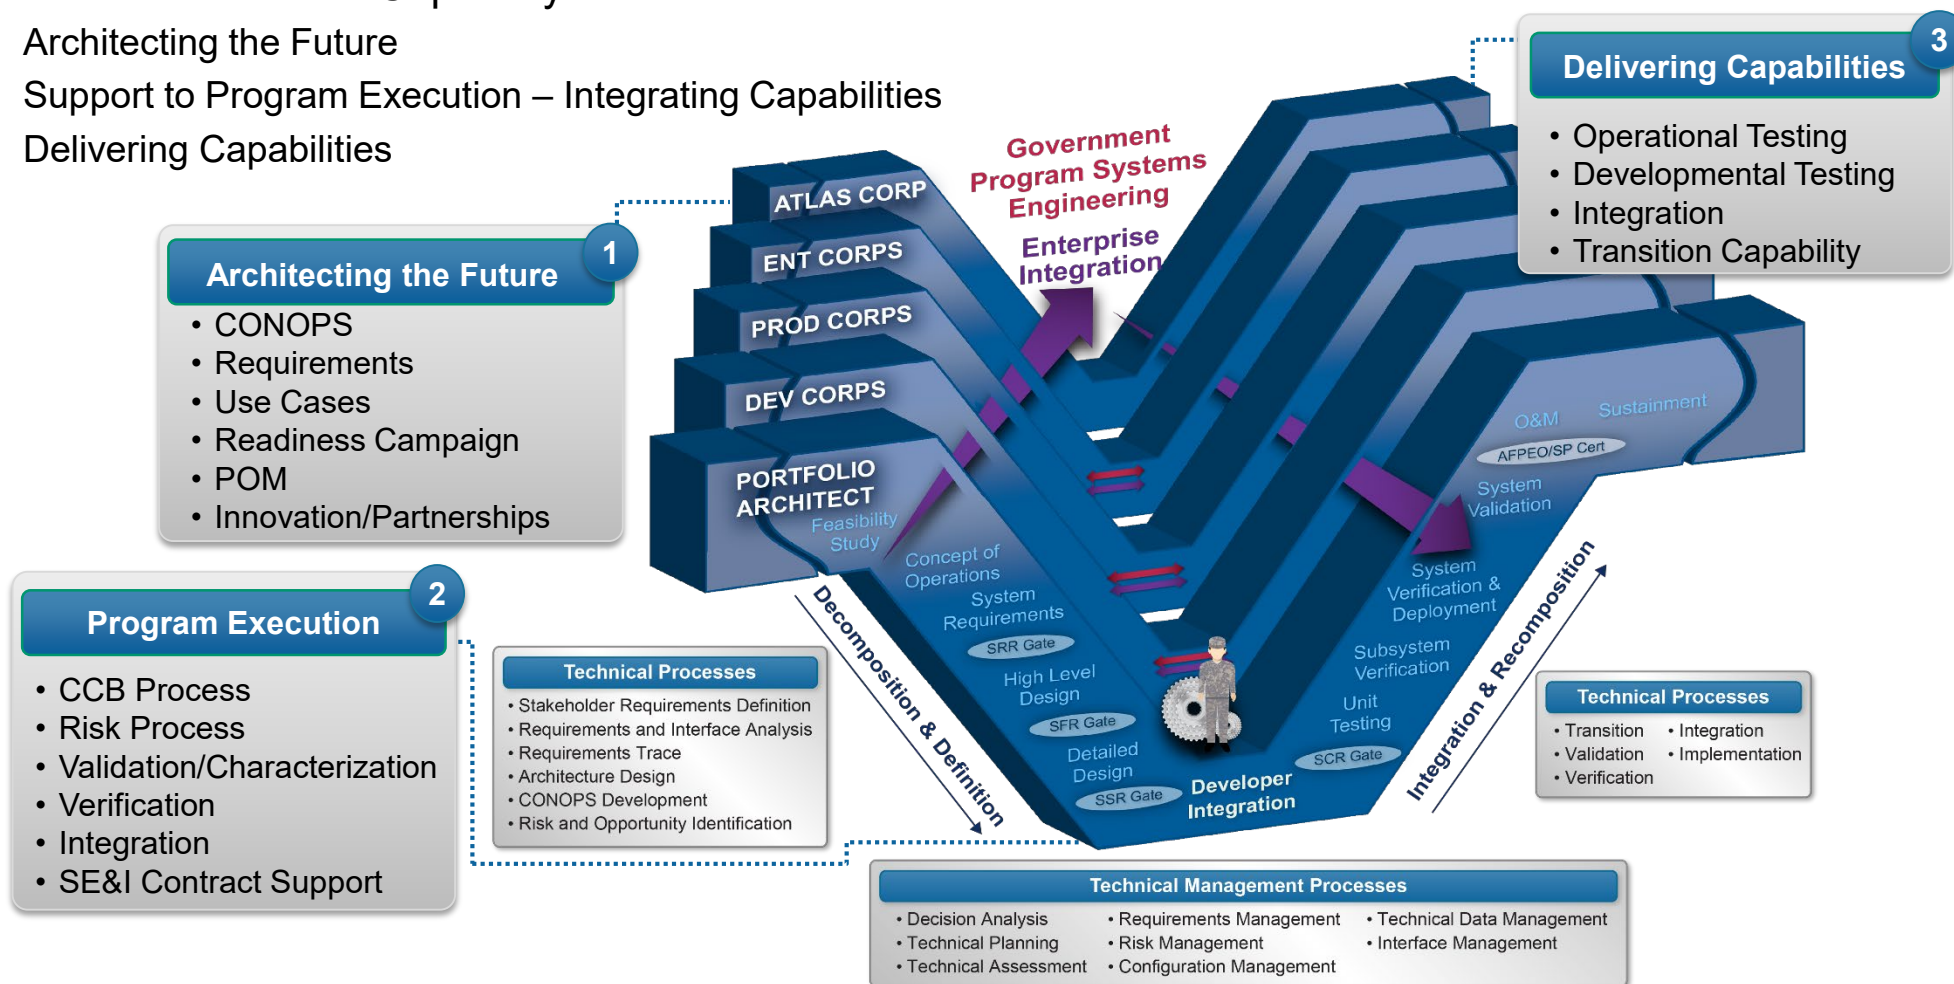 Architecting the Future
Support to Program Execution – Integrating Capabilities
Delivering Capabilities
1
Architecting the Future
• CONOPS
• Requirements
• Use Cases
• Readiness Campaign
• POM
• Innovation/Partnerships
2
Program Execution
• CCB Process
• Risk Process
• Validation/Characterization
• Verification
• Integration
• SE&I Contract Support
3
Delivering Capabilities
• Operational Testing
• Developmental Testing
• Integration
• Transition Capability
Government
Program Systems
Engineering
Enterprise
Integration
ATLAS CORP
ENT CORPS
PROD CORPS
DEV CORPS
PORTFOLIO
ARCHITECT
Feasibility
Study
Concept of
Operations
System
Requirements
SRR Gate
High Level
Design
SFR Gate
Detailed
Design
SSR Gate
Developer
Integration
SCR Gate
Unit
Testing
Subsystem
Verification
System
Verification &
Deployment
System
Validation
AFPEO/SP Cert
O&M
Sustainment
Decomposition & Definition
Integration & Recomposition
Technical Processes
• Stakeholder Requirements Definition
• Requirements and Interface Analysis
• Requirements Trace
• Architecture Design
• CONOPS Development
• Risk and Opportunity Identification
Technical Processes
• Transition
• Validation
• Verification
• Integration
• Implementation
Technical Management Processes
• Decision Analysis
• Technical Planning
• Technical Assessment
• Requirements Management
• Risk Management
• Configuration Management
• Technical Data Management
• Interface Management